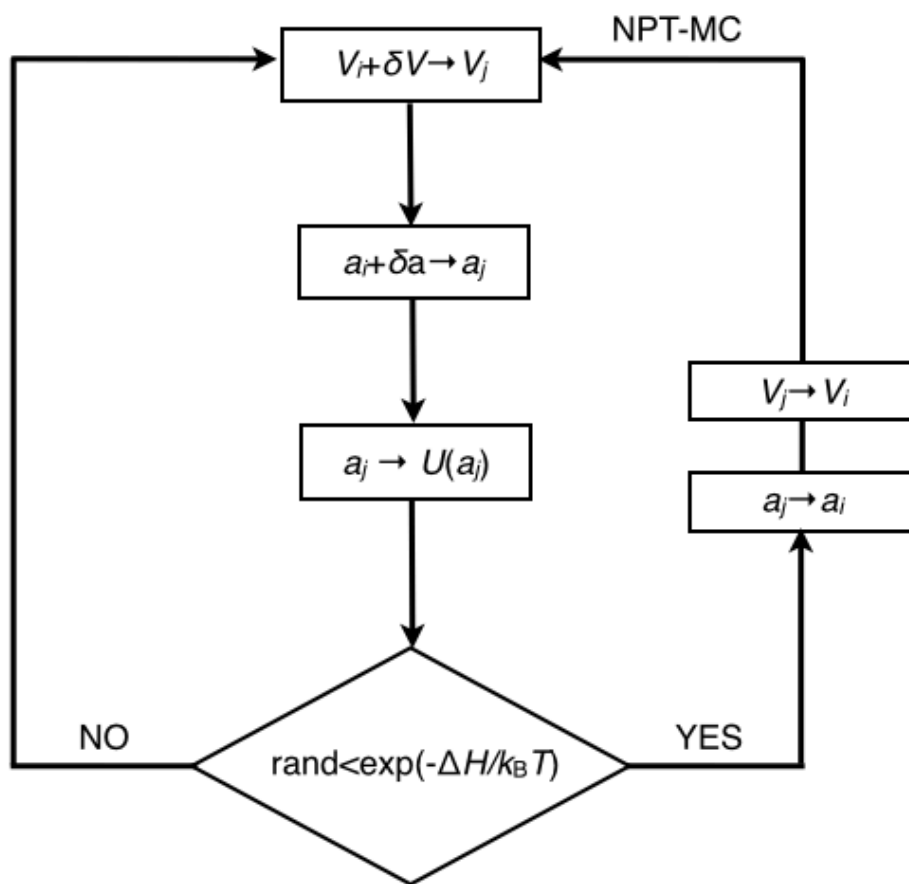 NPT-MC
Vi+δV→Vj
ai+δa→aj
Vj→Vi
aj → U(aj)
aj→ai
NO
YES
rand<exp(-ΔH/kBT)